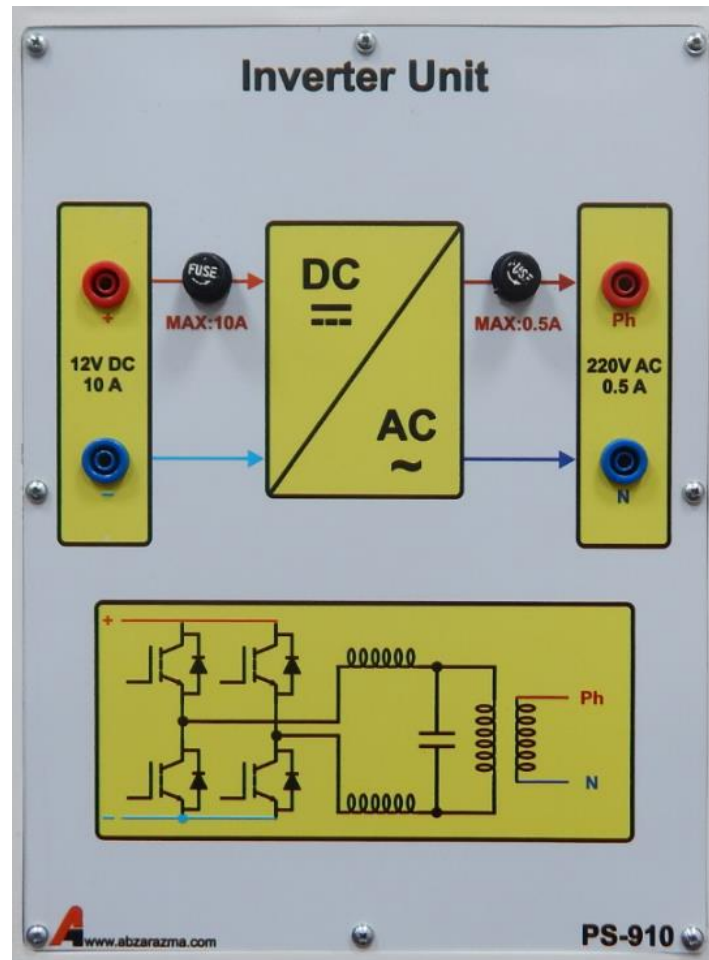 Inverter Unit
+
12V DC
10 A
–
FUSE
MAX:10A
DC
AC
~
FUSE
MAX:0.5A
Ph
220V AC
0.5 A
N
+
–
Ph
N
www.abzarazma.com
PS-910